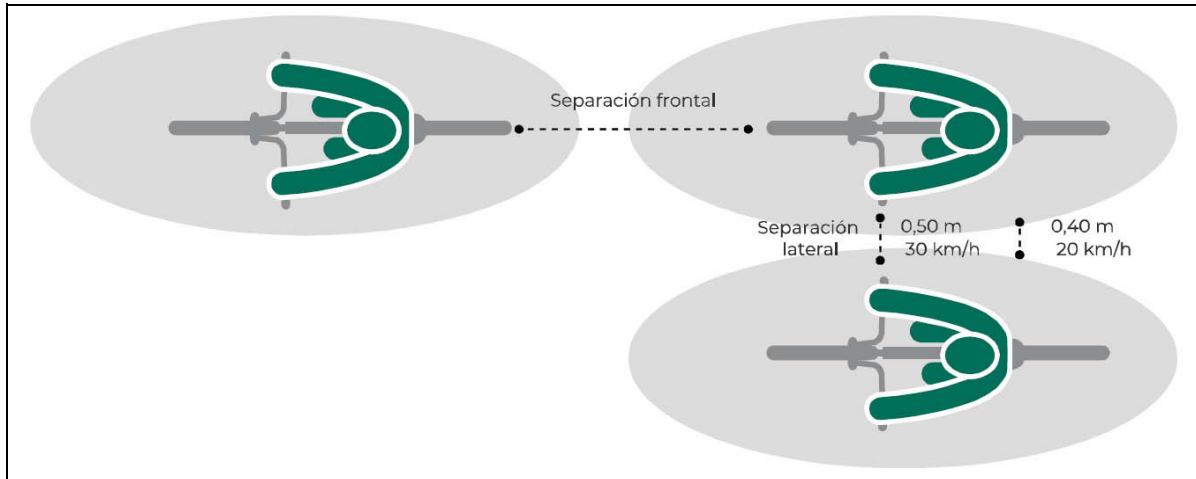 Separación frontal
Separación
lateral
0,50 m
30 km/h
0,40 m
20 km/h